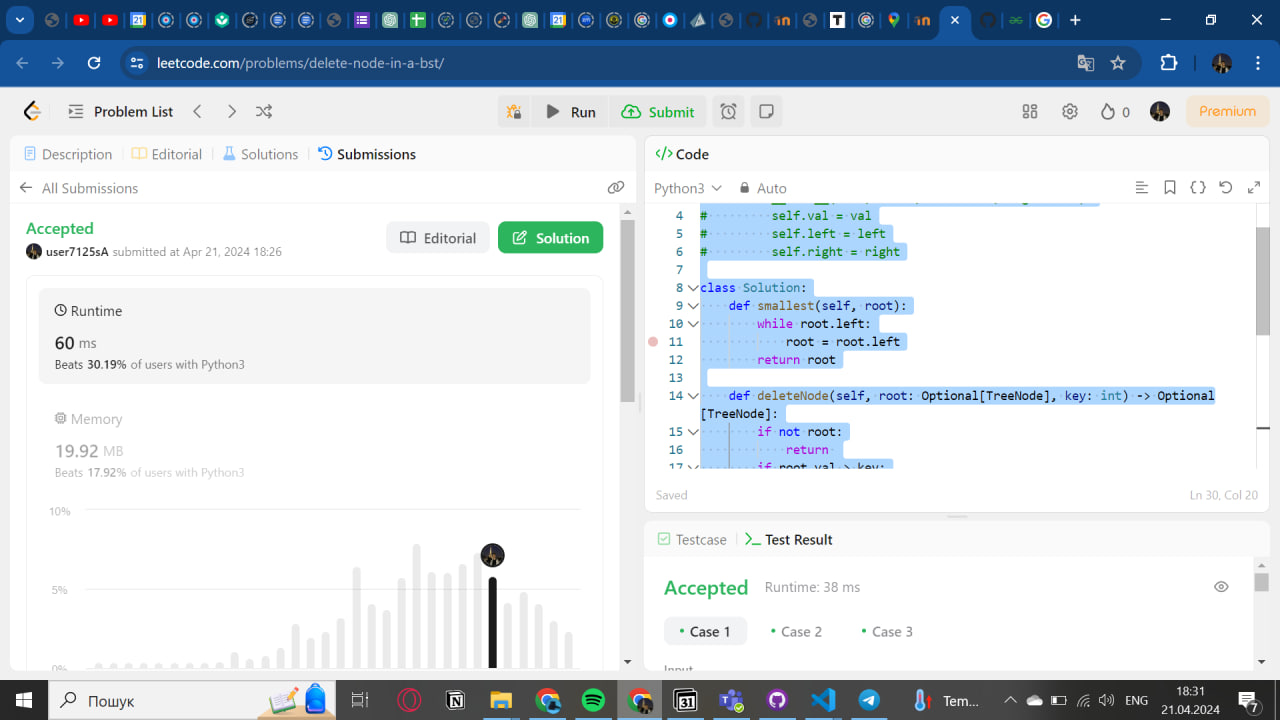 leetcode.com/problems/delete-node-in-a-bst/
Problem List
Run
Submit
0
Premium
Description
Editorial
Solutions
Submissions
All Submissions
Accepted
user7125sA submitted at Apr 21, 2024 18:26
Editorial
Solution
Runtime
60 ms
Beats 30.19% of users with Python3
Memory
19.92 MB
Beats 17.92% of users with Python3
10%
5%
0%
</> Code
Python3
Auto
4 # self.val = val
5 # self.left = left
6 # self.right = right
7
8 class Solution:
9 def smallest(self, root):
10 while root.left:
11 root = root.left
12 return root
13
14 def deleteNode(self, root: Optional[TreeNode], key: int) -> Optional
[TreeNode]:
15 if not root:
16 return
17 if root.val > key:
Saved
Ln 30, Col 20
Testcase
Test Result
Accepted
Runtime: 38 ms
Case 1
Case 2
Case 3
Input
Пошук
Tem...
ENG
18:31
21.04.2024
7